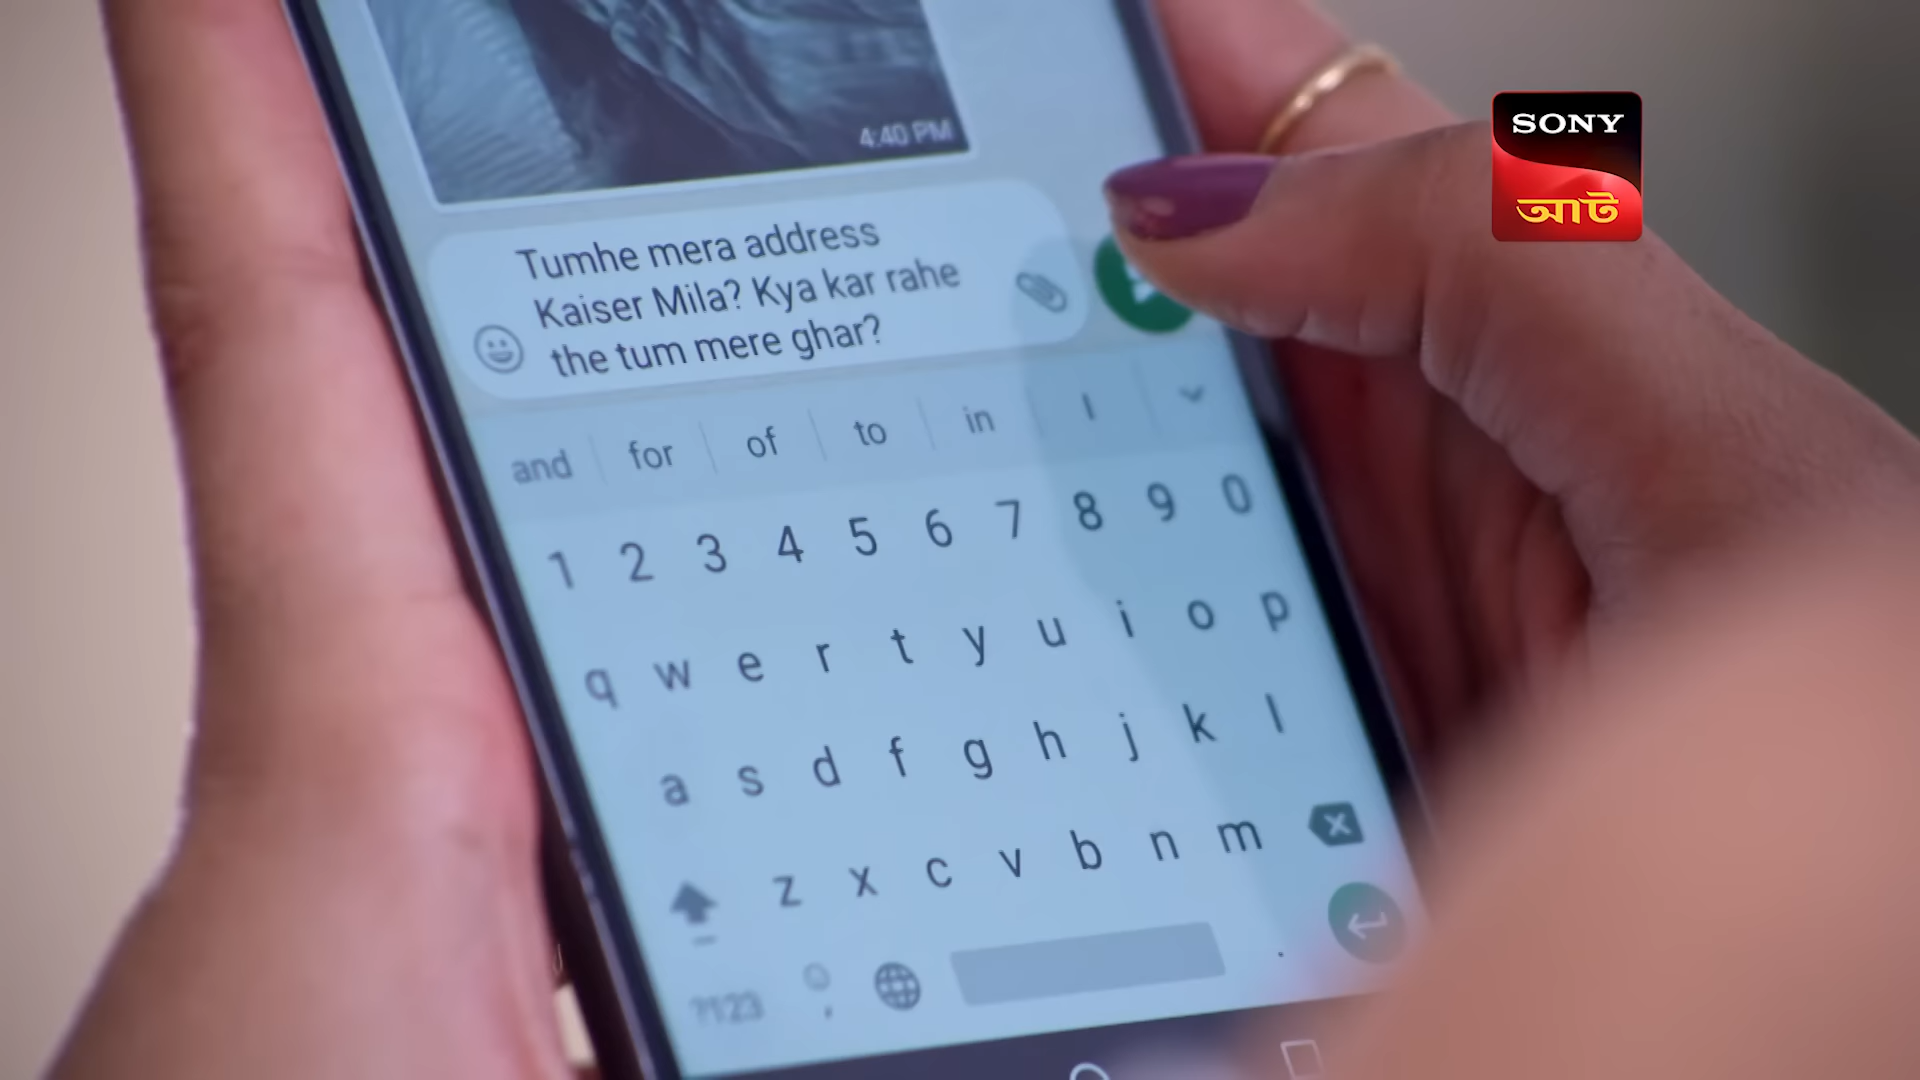 SONY
আট
4:40 PM
Tumhe mera address
Kaiser Mila? Kya kar rahe
the tum mere ghar?
and for of to in I
1 2 3 4 5 6 7 8 9 0
q w e r t y u i o p
a s d f g h j k l
z x c v b n m
?123 , .